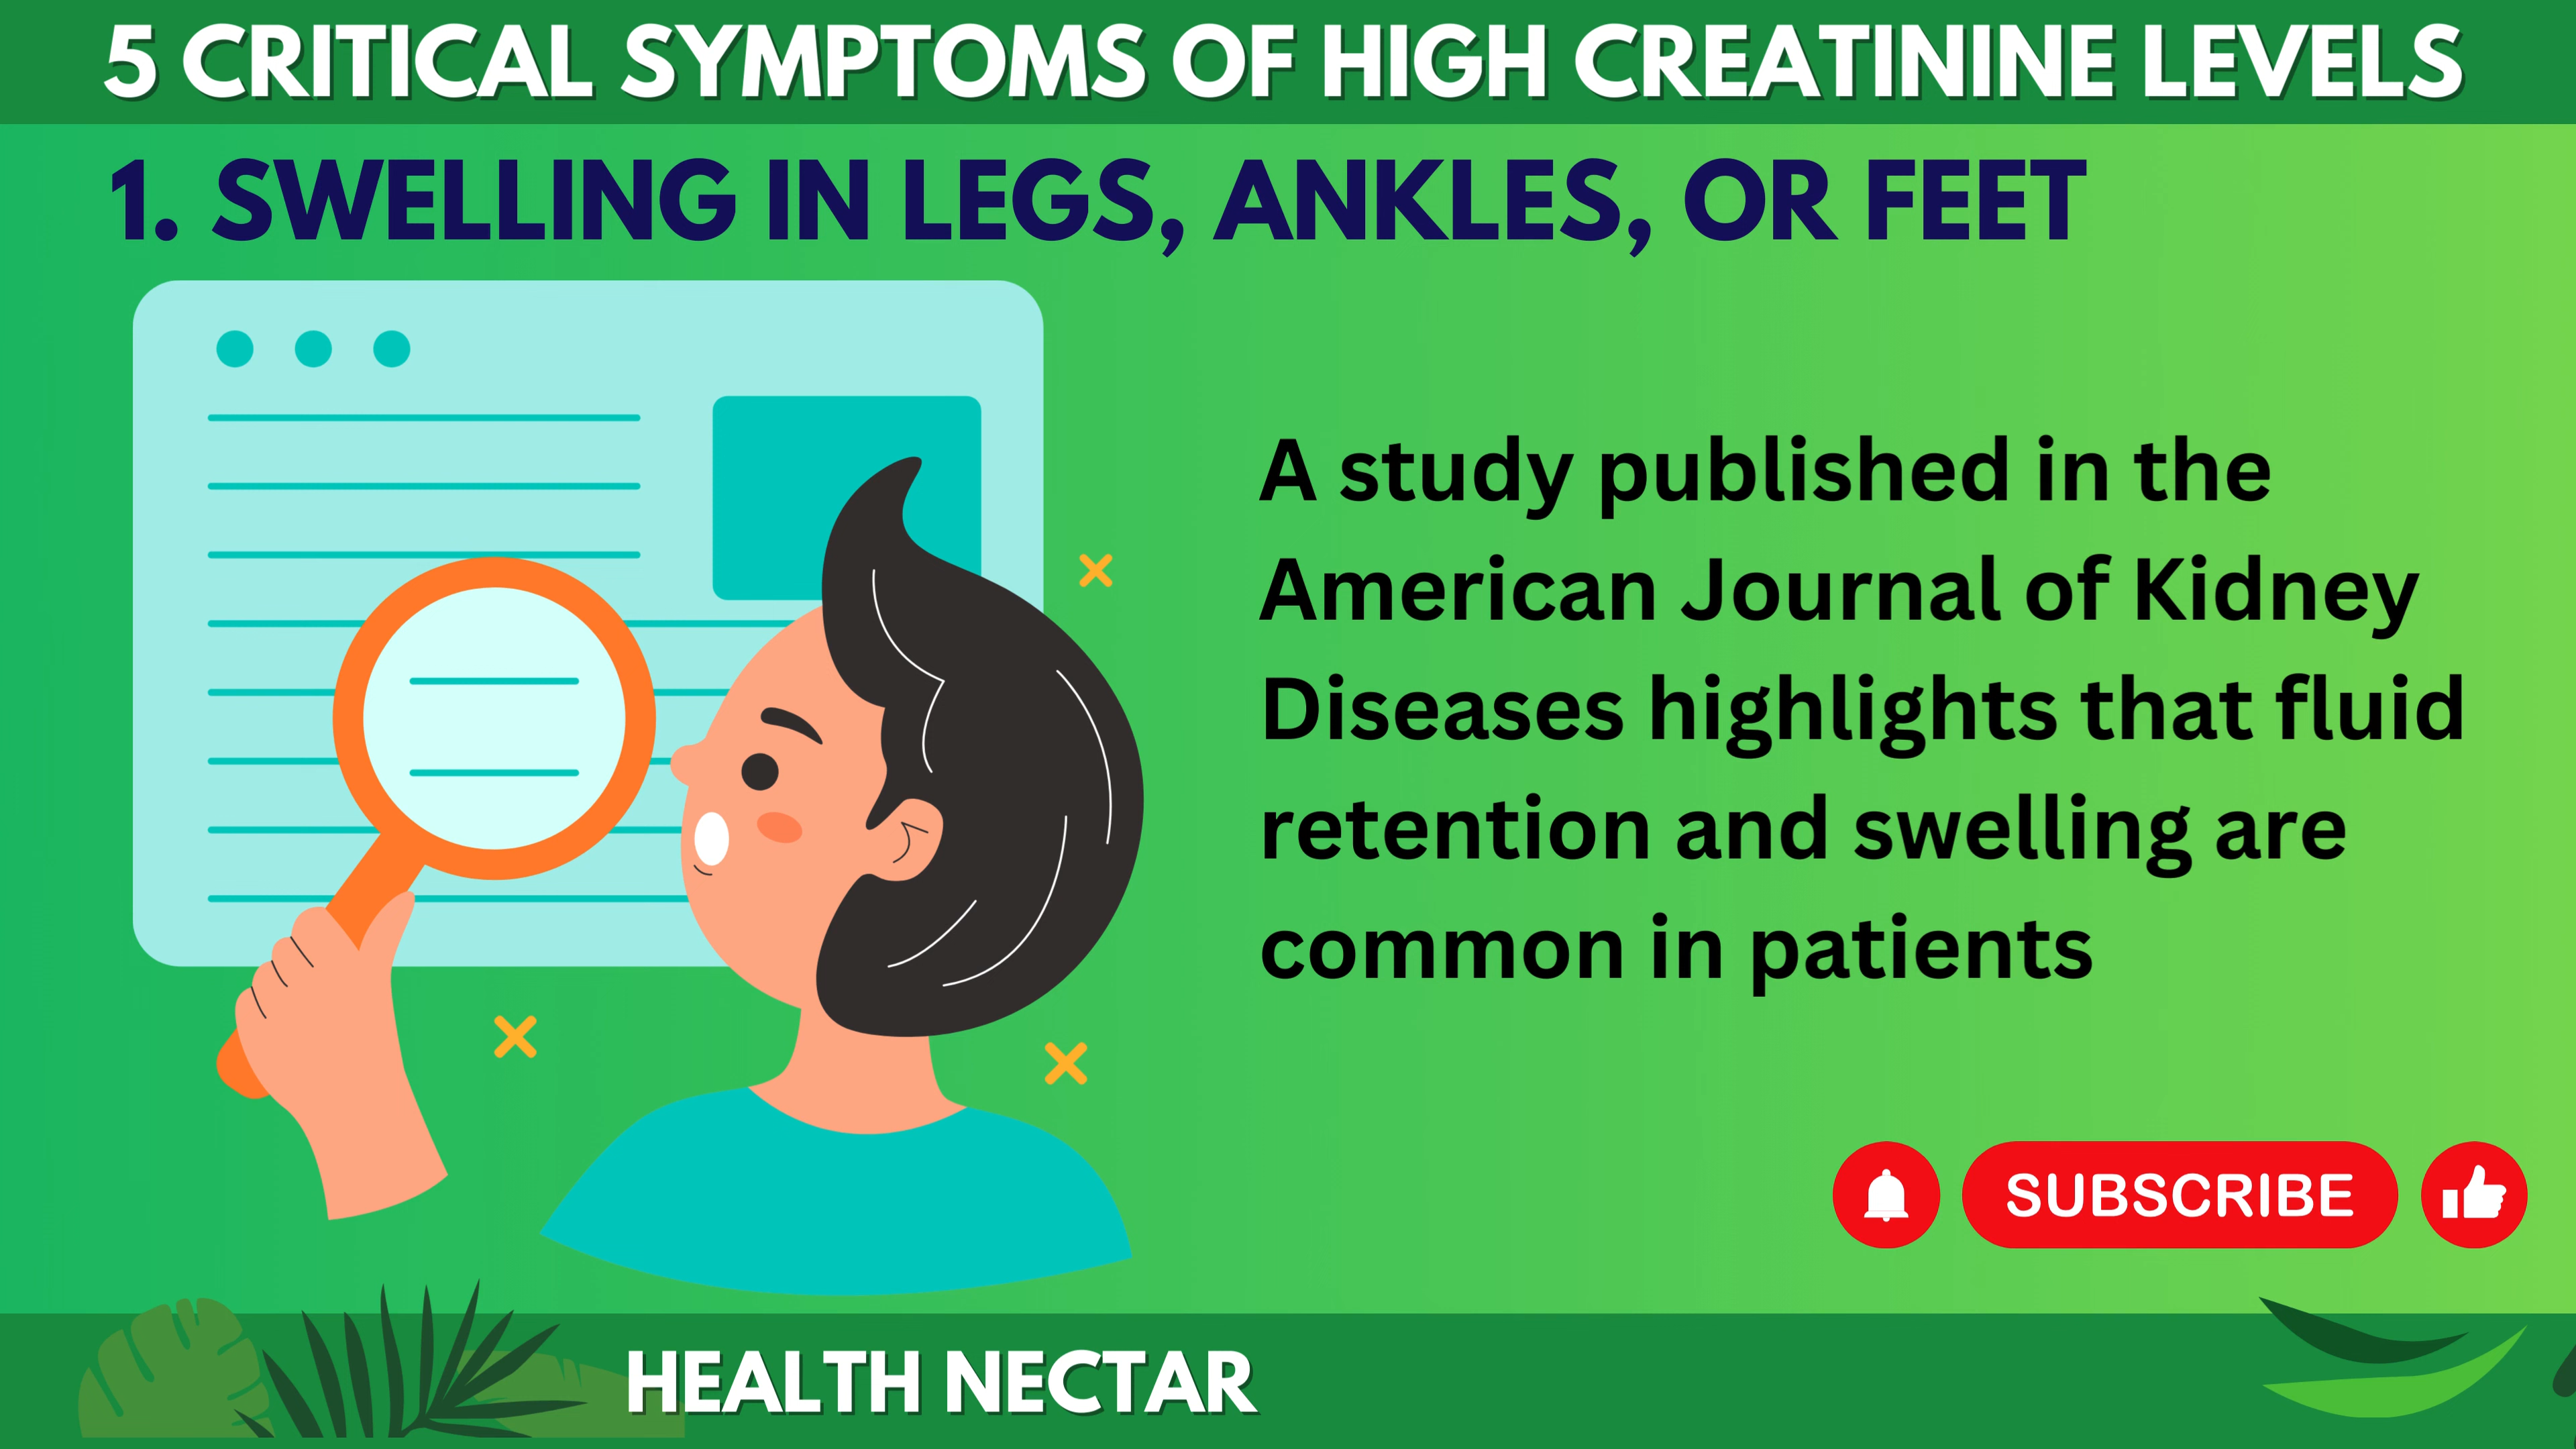 5 CRITICAL SYMPTOMS OF HIGH CREATININE LEVELS
1. SWELLING IN LEGS, ANKLES, OR FEET
A study published in the
American Journal of Kidney
Diseases highlights that fluid
retention and swelling are
common in patients
SUBSCRIBE
HEALTH NECTAR